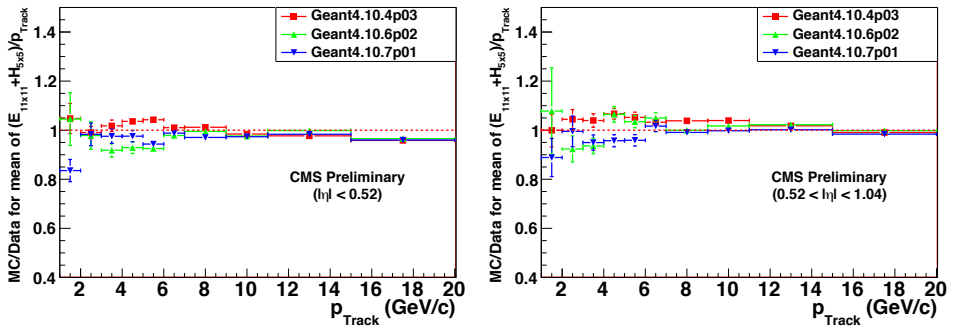 MC/Data for mean of (E11x11+H5x5)/pTrack
1.4
1.2
1
0.8
0.6
0.4
Geant4.10.4p03
Geant4.10.6p02
Geant4.10.7p01
CMS Preliminary
(|η| < 0.52)
2 4 6 8 10 12 14 16 18 20
pTrack (GeV/c)
MC/Data for mean of (E11x11+H5x5)/pTrack
1.4
1.2
1
0.8
0.6
0.4
Geant4.10.4p03
Geant4.10.6p02
Geant4.10.7p01
CMS Preliminary
(0.52 < |η| < 1.04)
2 4 6 8 10 12 14 16 18 20
pTrack (GeV/c)